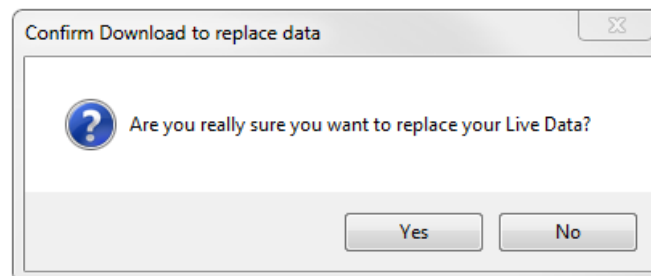 Confirm Download to replace data
Are you really sure you want to replace your Live Data?
Yes No